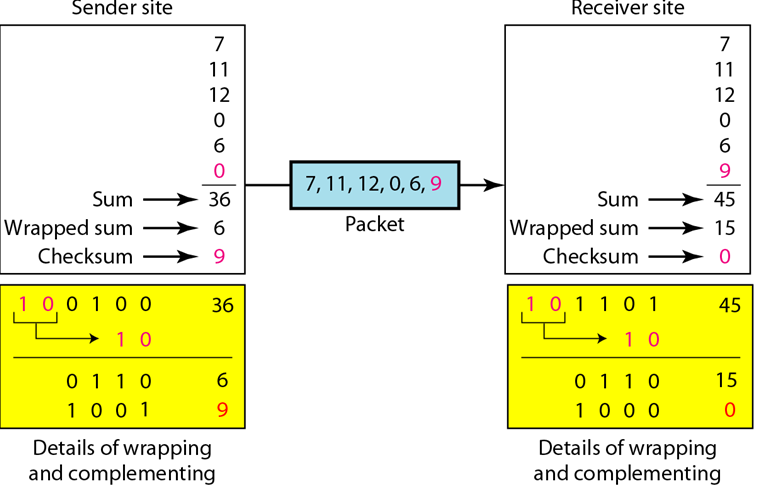 Sender site
7
11
12
0
6
0
Sum 36
Wrapped sum 6
Checksum 9
1 0 0 1 0 0 36
1 0
0 1 1 0 6
1 0 0 1 9
Details of wrapping
and complementing
7, 11, 12, 0, 6, 9
Packet
Receiver site
7
11
12
0
6
9
Sum 45
Wrapped sum 15
Checksum 0
1 0 1 1 0 1 45
1 0
0 1 1 0 15
1 0 0 0 0
Details of wrapping
and complementing